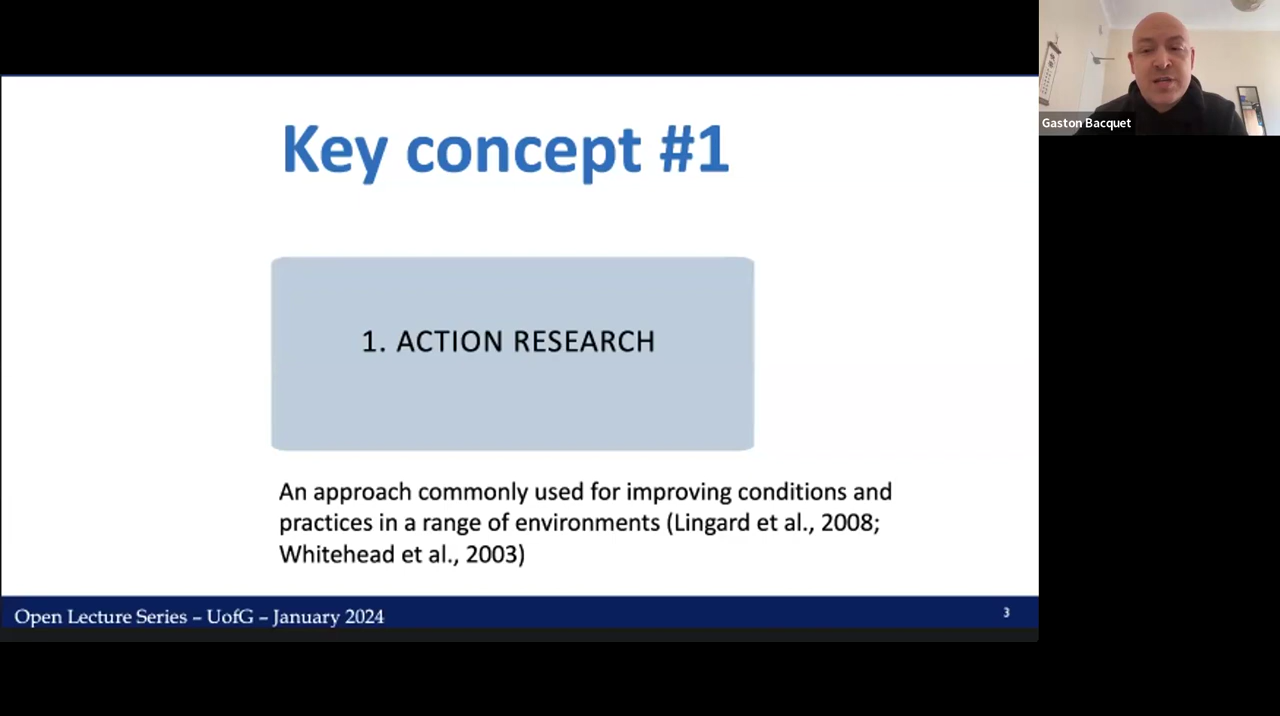 Key concept #1
1. ACTION RESEARCH
An approach commonly used for improving conditions and
practices in a range of environments (Lingard et al., 2008;
Whitehead et al., 2003)
Open Lecture Series – UofG – January 2024
3
Gaston Bacquet